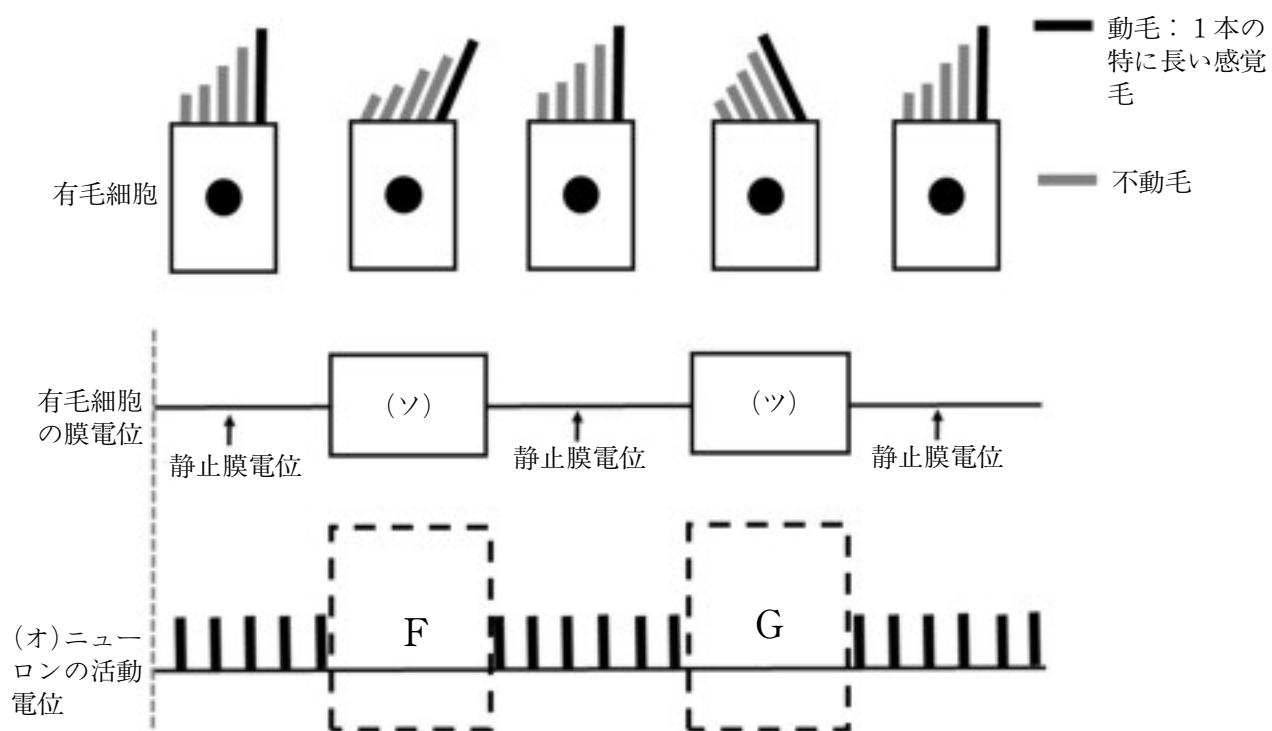 動毛：１本の
特に長い感覚
毛
不動毛
有毛細胞
有毛細胞
の膜電位
(ソ)
(ツ)
静止膜電位
静止膜電位
静止膜電位
(オ)ニュー
ロンの活動
電位
F
G